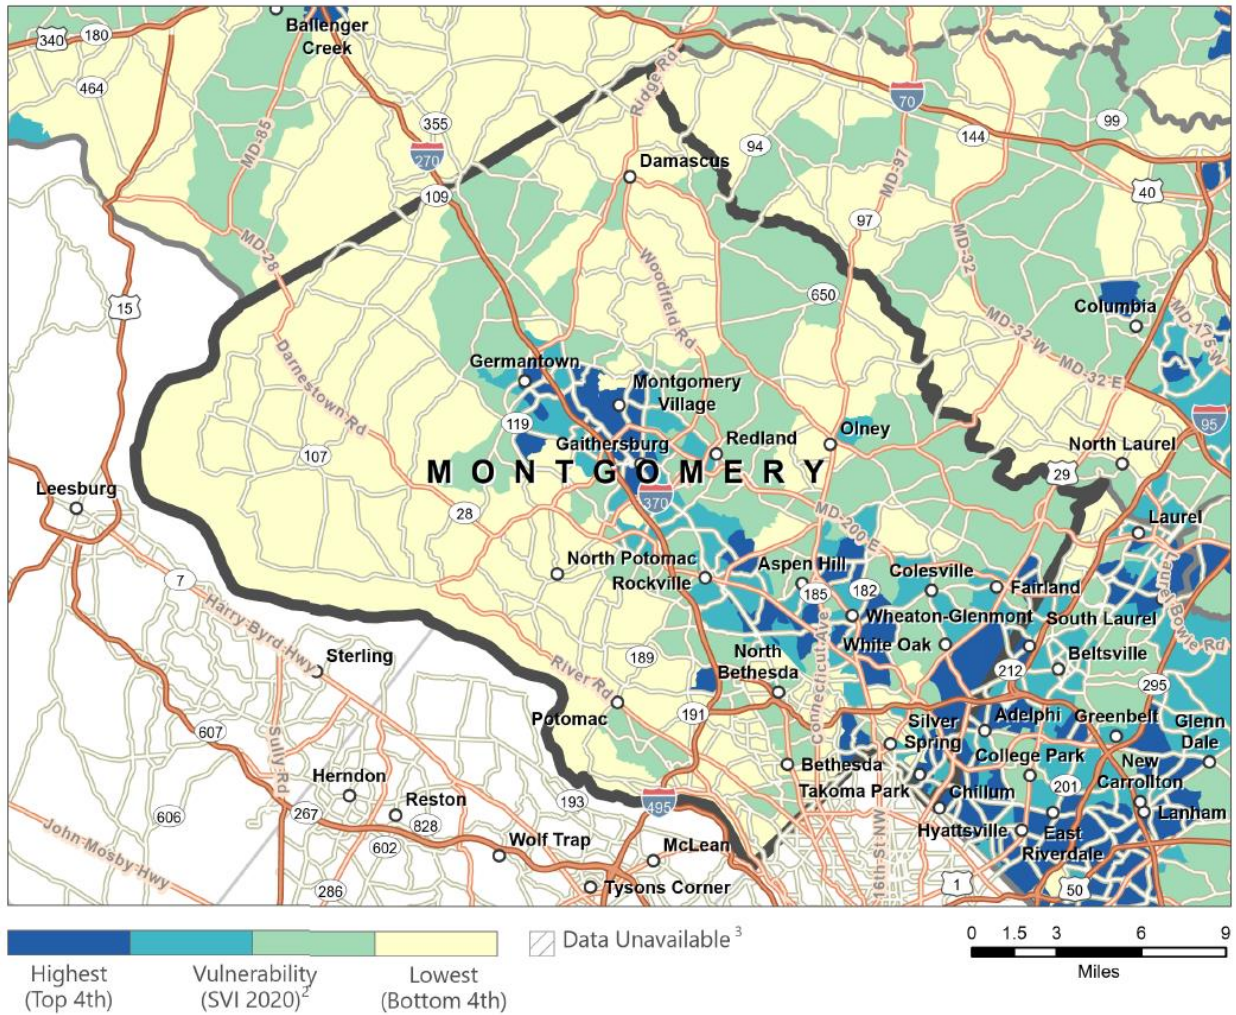 Ballenger
Creek
340
180
464
MD-85
355
270
109
Ridge Rd
Damascus
94
70
144
99
40
MD-97
97
MD-32
MD-28
15
Woodfield Rd
650
Columbia
MD-175 W
MD-32 W
MD-32 E
95
Darnestown Rd
Germantown
Montgomery
Village
119
Gaithersburg
Redland
Olney
North Laurel
107
MONTGOMERY
29
Leesburg
370
28
MD-200 E
Laurel
North Potomac
Rockville
Aspen Hill
185
182
Colesville
Fairland
Laurel Bowie Rd
7
Harry Byrd Hwy
Wheaton-Glenmont
South Laurel
White Oak
Beltsville
Sterling
189
North
Bethesda
212
295
River Rd
Potomac
191
Connecticut Ave
Silver
Spring
Adelphi
Greenbelt
Glenn
Dale
607
Sully Rd
College Park
New
Carrollton
Bethesda
Takoma Park
Chillum
201
Lanham
Herndon
Reston
193
495
Hyattsville
East
Riverdale
606
267
828
602
Wolf Trap
McLean
16th St NW
John-Mosby-Hwy
286
Tysons Corner
1
50
Highest
(Top 4th)
Vulnerability
(SVI 2020)2
Lowest
(Bottom 4th)
Data Unavailable 3
0 1.5 3 6 9
Miles